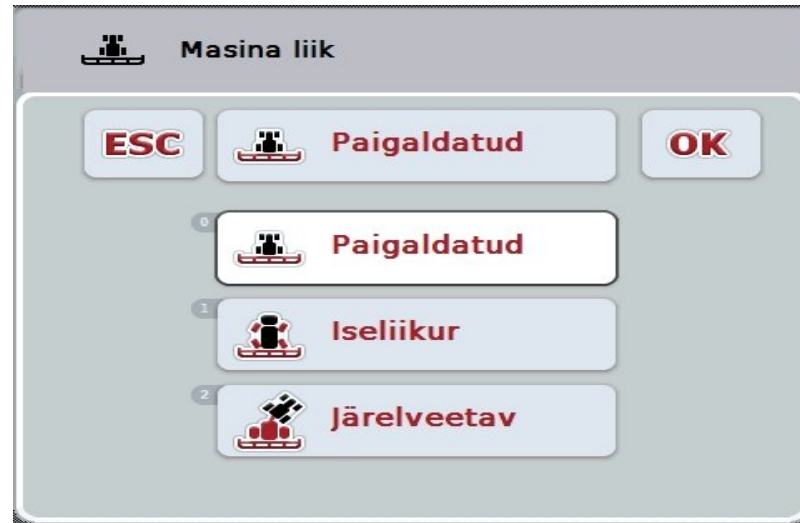 Masina liik
ESC Paigaldatud OK
0 Paigaldatud
1 Iseliikur
2 Järelveetav